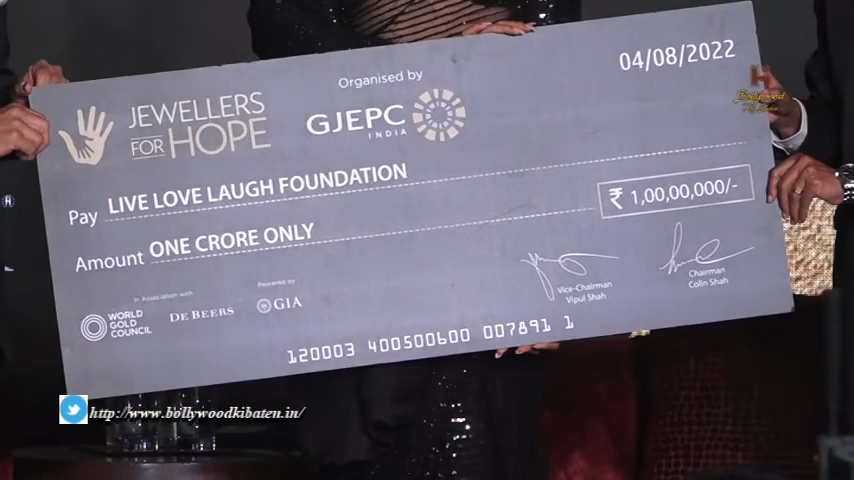 04/08/2022
JEWELLERS
FOR HOPE
Organised by
GJEPC
INDIA
Pay LIVE LOVE LAUGH FOUNDATION
₹ 1,00,00,000/-
Amount ONE CRORE ONLY
Vice-Chairman
Vipul Shah
Chairman
Colin Shah
In Association with
WORLD
GOLD
COUNCIL
DE BEERS
Powered by
GIA
120003 400500600 007891 1
H
Bollywood
http://www.bollywoodkibaten.in/